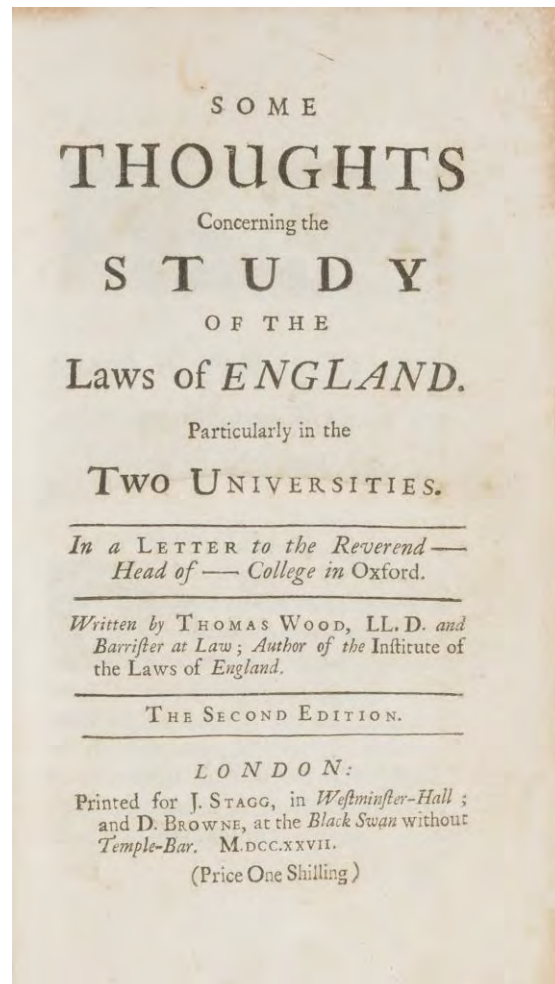 SOME
THOUGHTS
Concerning the
STUDY
OF THE
Laws of ENGLAND.
Particularly in the
TWO UNIVERSITIES.
In a LETTER to the Reverend ——
Head of —— College in Oxford.
Written by THOMAS WOOD, LL. D. and
Barriſter at Law ; Author of the Inſtitute of
the Laws of England.
THE SECOND EDITION.
LONDON:
Printed for J. STAGG, in Weſtminſter-Hall ;
and D. BROWNE, at the Black Swan without
Temple-Bar. M.DCC.XXVII.
(Price One Shilling)